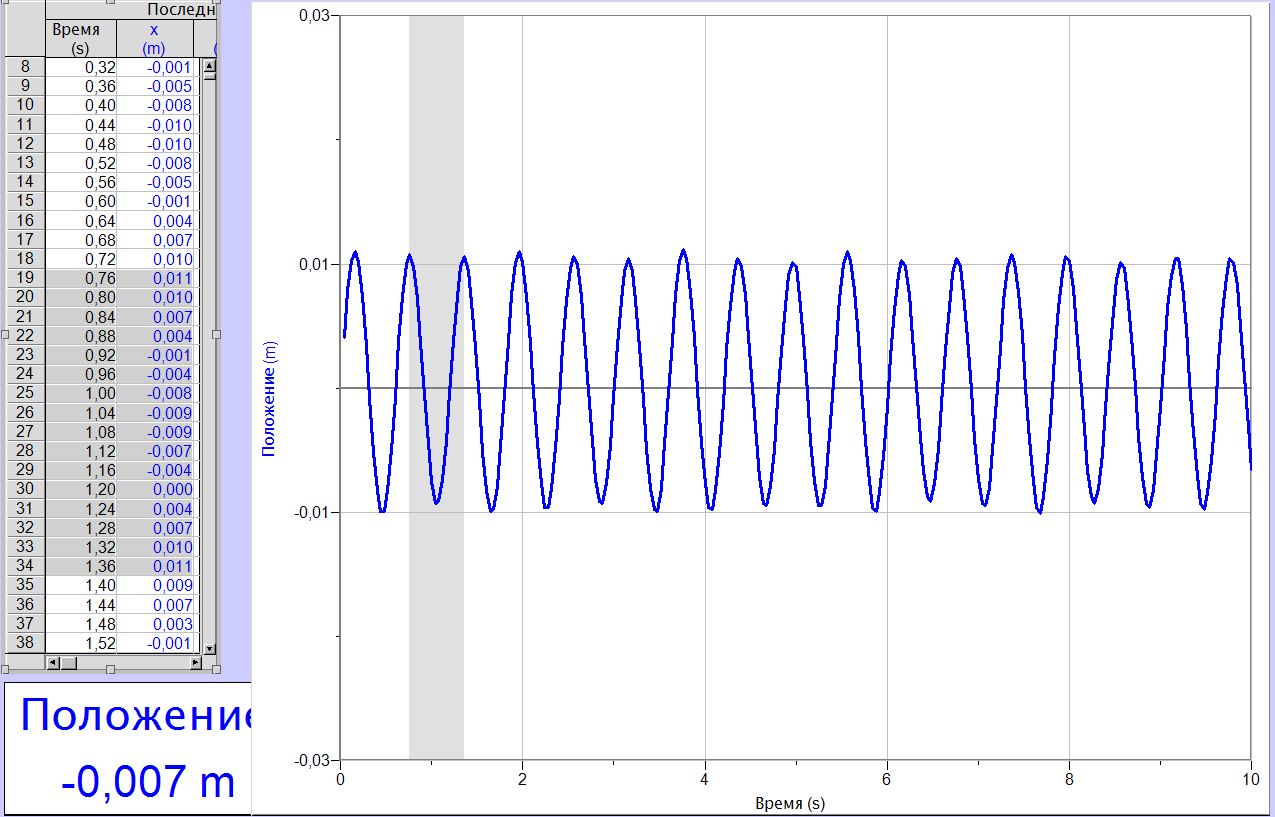 Последн
Время x
(s) (m) (
8 0,32 -0,001
9 0,36 -0,005
10 0,40 -0,008
11 0,44 -0,010
12 0,48 -0,010
13 0,52 -0,008
14 0,56 -0,005
15 0,60 -0,001
16 0,64 0,004
17 0,68 0,007
18 0,72 0,010
19 0,76 0,011
20 0,80 0,010
21 0,84 0,007
22 0,88 0,004
23 0,92 -0,001
24 0,96 -0,004
25 1,00 -0,008
26 1,04 -0,009
27 1,08 -0,009
28 1,12 -0,007
29 1,16 -0,004
30 1,20 0,000
31 1,24 0,004
32 1,28 0,007
33 1,32 0,010
34 1,36 0,011
35 1,40 0,009
36 1,44 0,007
37 1,48 0,003
38 1,52 -0,001
Положение
-0,007 m
0,03
0,01
-0,01
-0,03
Положение (m)
0 2 4 6 8 10
Время (s)